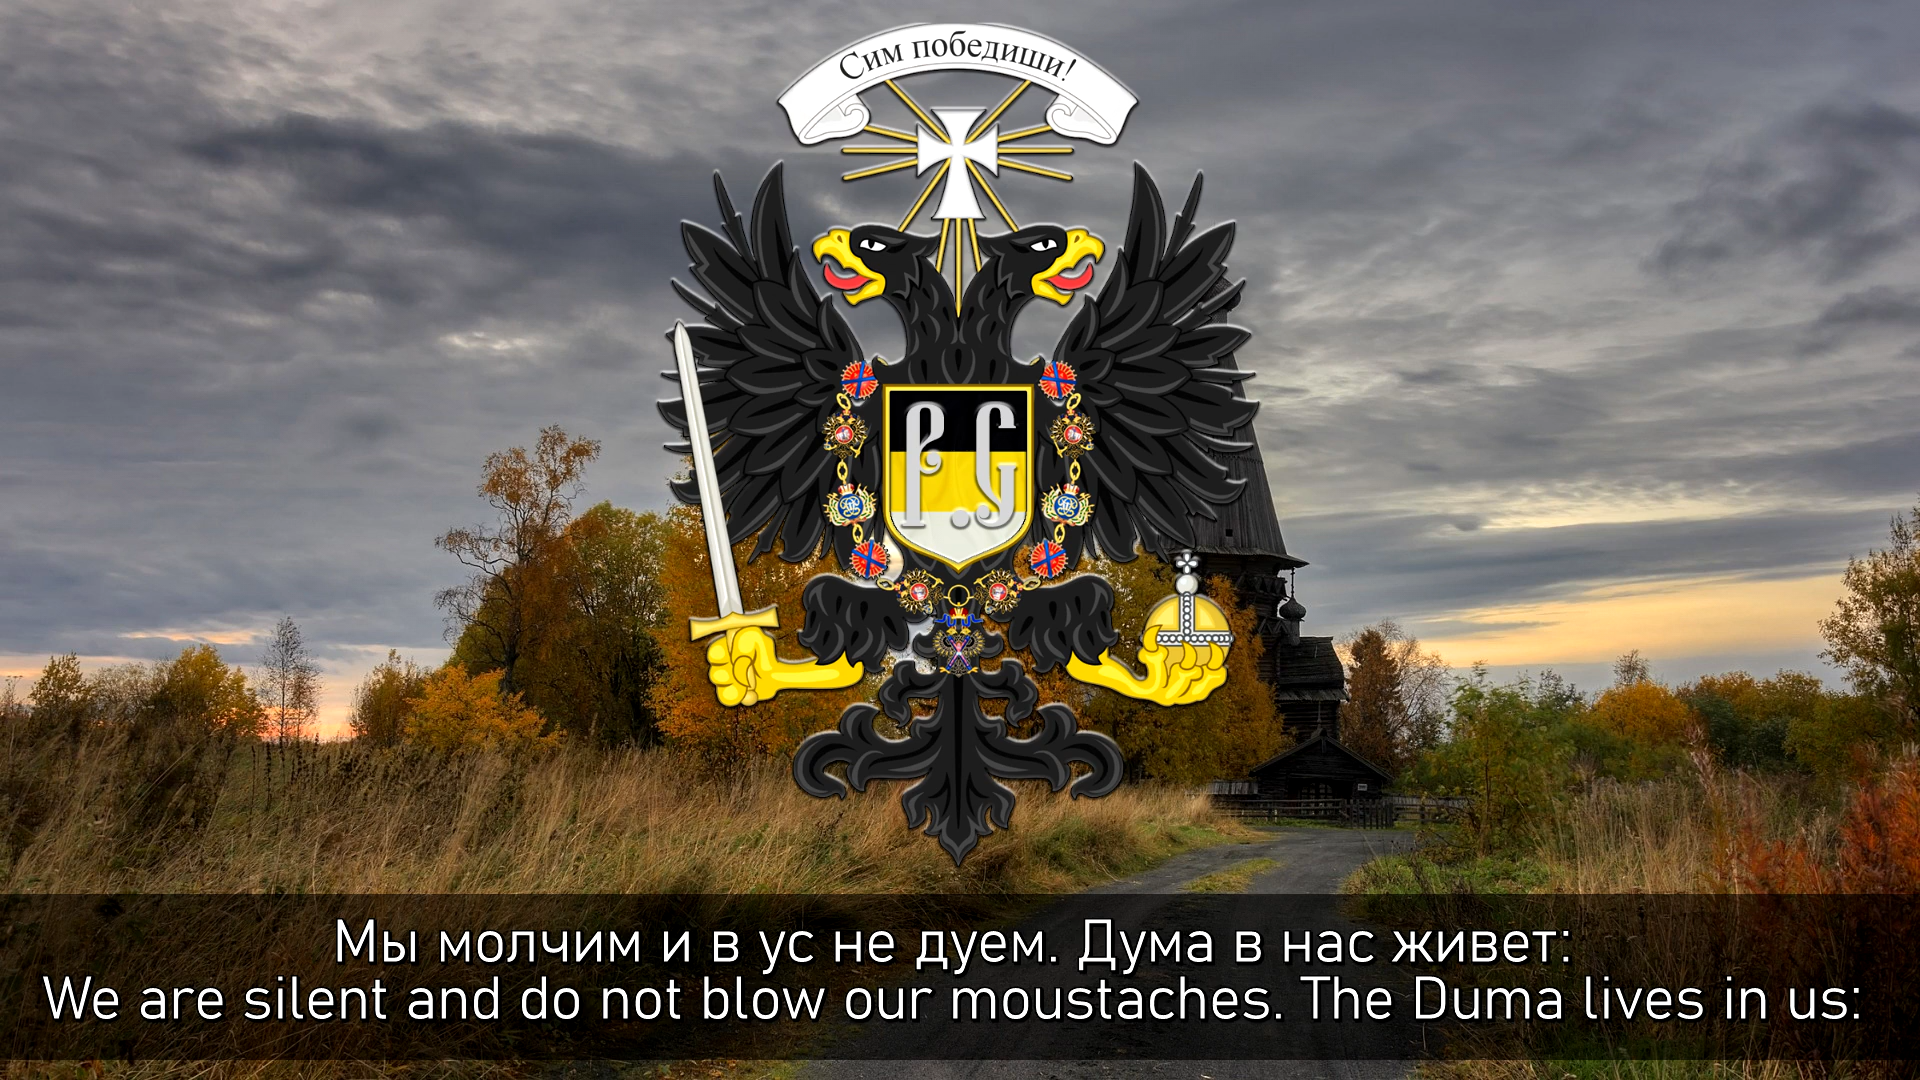 Сим победиши!
P.G
Мы молчим и в ус не дуем. Дума в нас живет:
We are silent and do not blow our moustaches. The Duma lives in us: